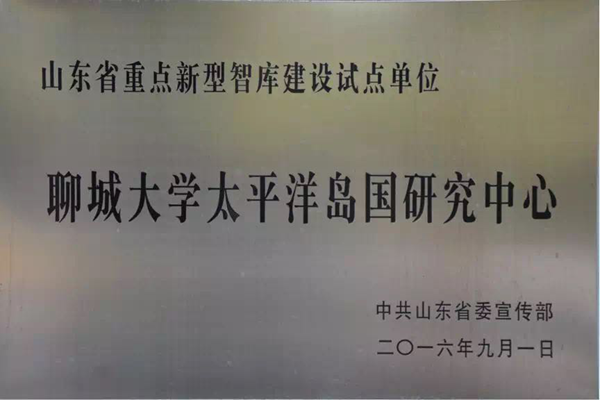 山东省重点新型智库建设试点单位
聊城大学太平洋岛国研究中心
中共山东省委宣传部
二〇一六年九月一日